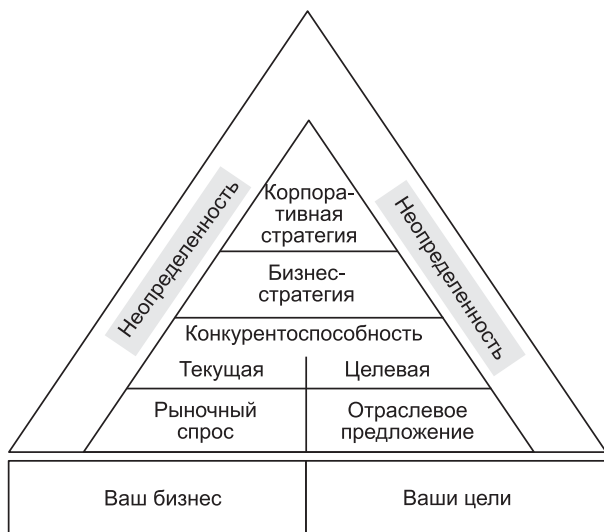 Неопределенность
Неопределенность
Корпора-
тивная
стратегия
Бизнес-
стратегия
Конкурентоспособность
Текущая
Целевая
Рыночный
спрос
Отраслевое
предложение
Ваш бизнес
Ваши цели